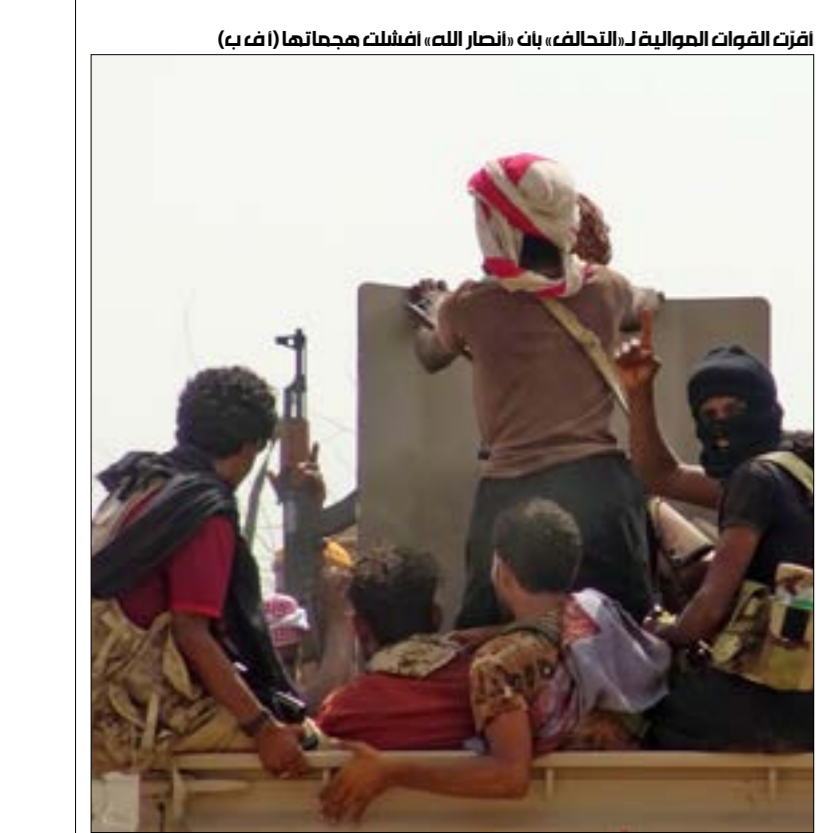 أقرّت القوات الموالية لـ«التحالف» بأن «أنصار الله» أفشلت هجماتها (أ ف ب)